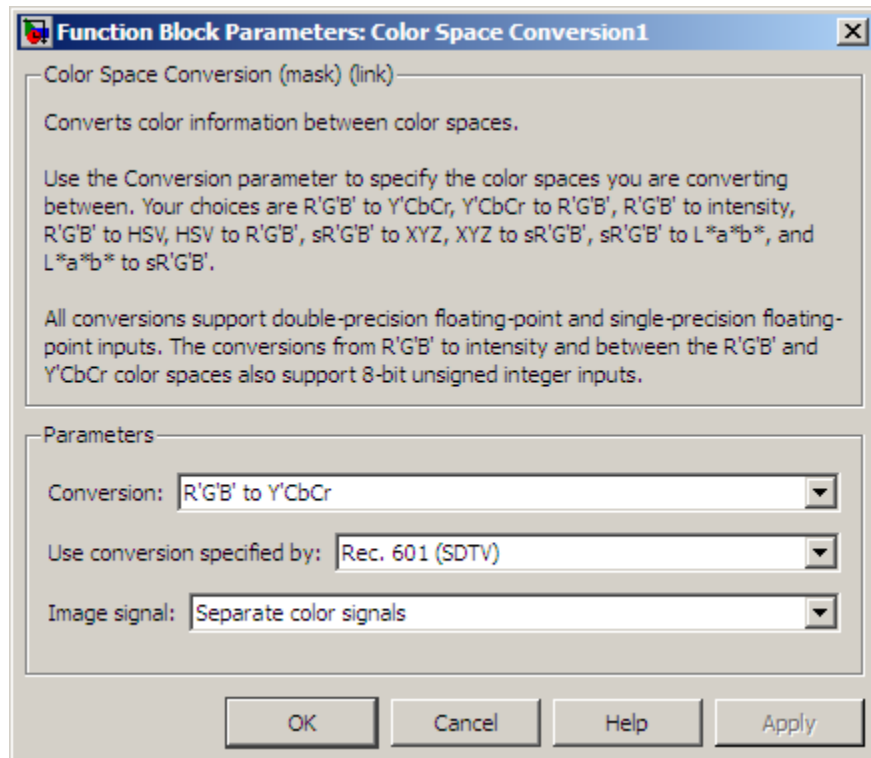 Function Block Parameters: Color Space Conversion1
Color Space Conversion (mask) (link)
Converts color information between color spaces.
Use the Conversion parameter to specify the color spaces you are converting
between. Your choices are R'G'B' to Y'CbCr, Y'CbCr to R'G'B', R'G'B' to intensity,
R'G'B' to HSV, HSV to R'G'B', sR'G'B' to XYZ, XYZ to sR'G'B', sR'G'B' to L*a*b*, and
L*a*b* to sR'G'B'.
All conversions support double-precision floating-point and single-precision floating-
point inputs. The conversions from R'G'B' to intensity and between the R'G'B' and
Y'CbCr color spaces also support 8-bit unsigned integer inputs.
Parameters
Conversion: R'G'B' to Y'CbCr
Use conversion specified by: Rec. 601 (SDTV)
Image signal: Separate color signals
OK Cancel Help Apply